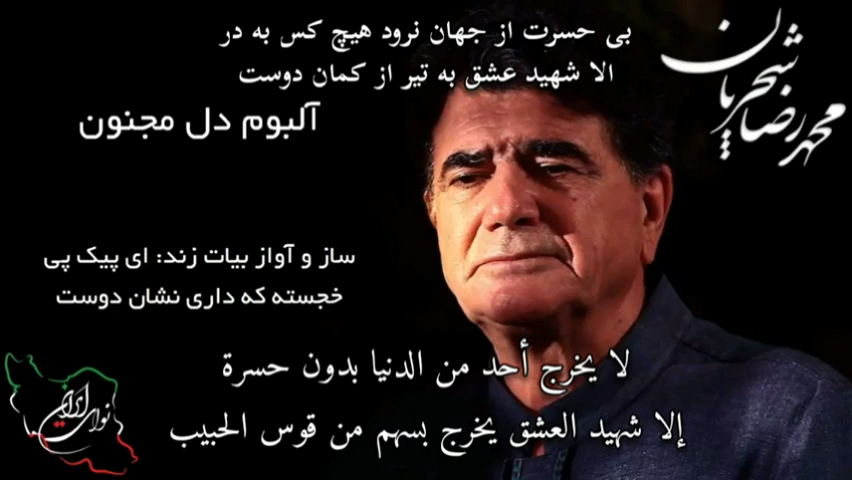 بی حسرت از جهان نرود هیچ کس به در
الا شهید عشق به تیر از کمان دوست
محمدرضا شجریان
آلبوم دل مجنون
ساز و آواز بیات زند: ای پیک پی
خجسته که داری نشان دوست
لا يخرج أحد من الدنيا بدون حسرة
إلا شهيد العشق يخرج بسهم من قوس الحبيب
نوای ایران